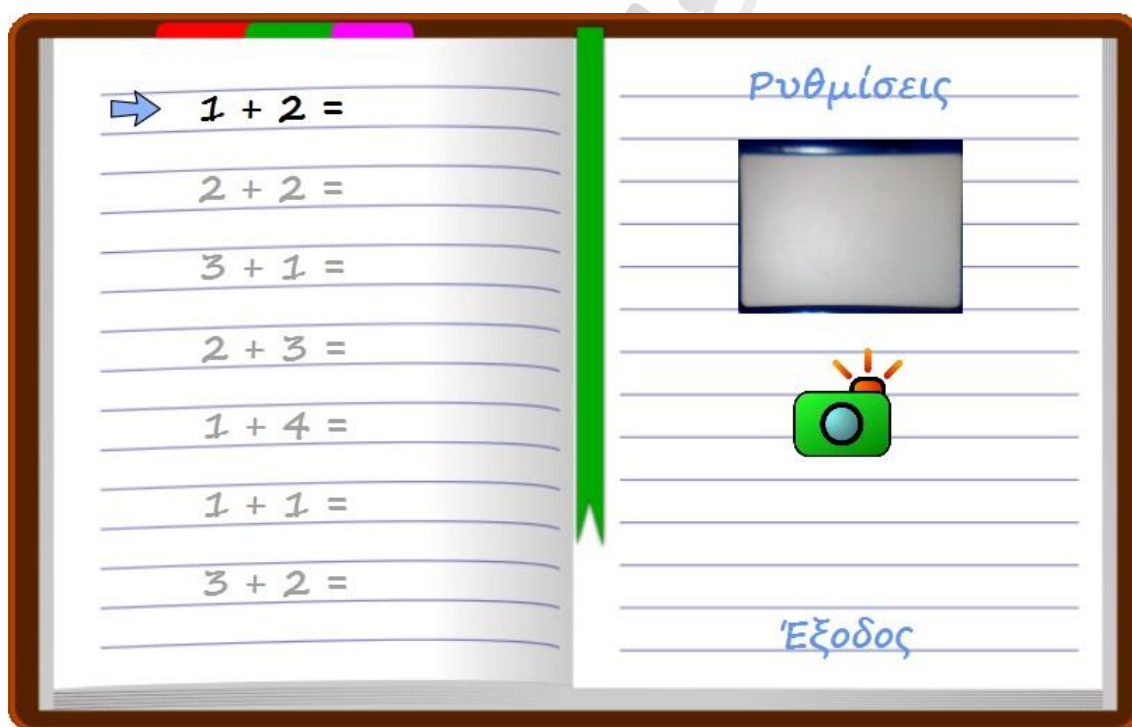 1 + 2 =
2 + 2 =
3 + 1 =
2 + 3 =
1 + 4 =
1 + 1 =
3 + 2 =
Ρυθμίσεις
Έξοδος